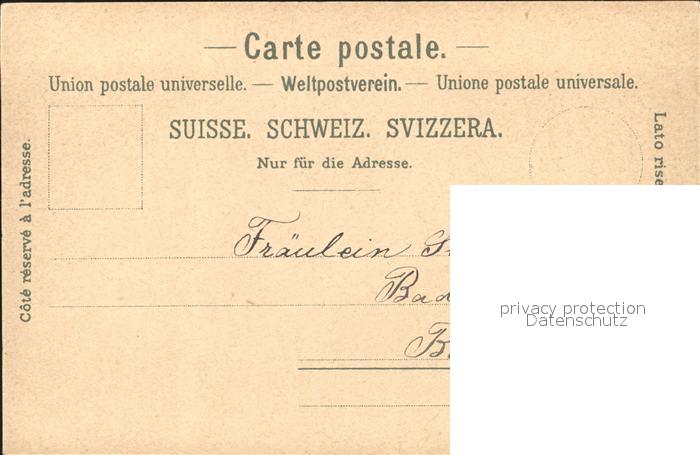 Carte postale.
Union postale universelle. — Weltpostverein. — Unione postale universale.
SUISSE. SCHWEIZ. SVIZZERA.
Nur für die Adresse.
Côté réservé à l'adresse.
Lato
Fräulein
privacy protection
Datenschutz